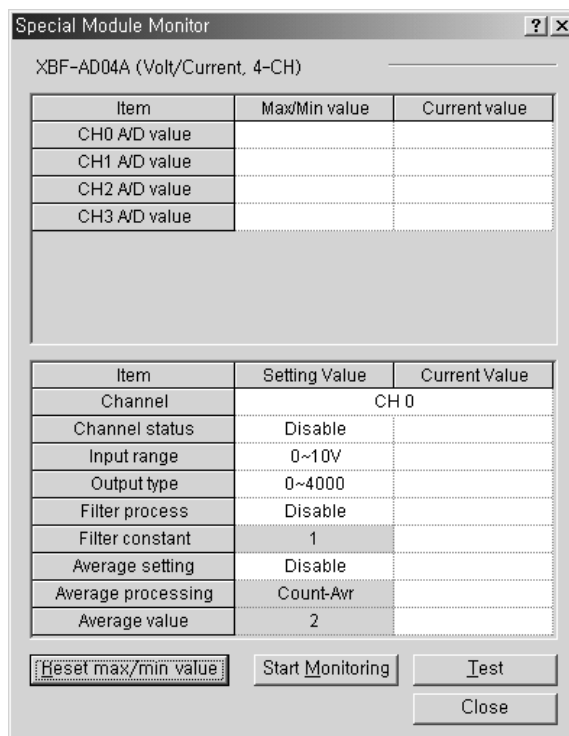 Special Module Monitor ? ×
XBF-AD04A (Volt/Current, 4-CH)
Item Max/Min value Current value
CH0 A/D value
CH1 A/D value
CH2 A/D value
CH3 A/D value
Item Setting Value Current Value
Channel CH 0
Channel status Disable
Input range 0~10V
Output type 0~4000
Filter process Disable
Filter constant 1
Average setting Disable
Average processing Count-Avr
Average value 2
Reset max/min value Start Monitoring Test
Close